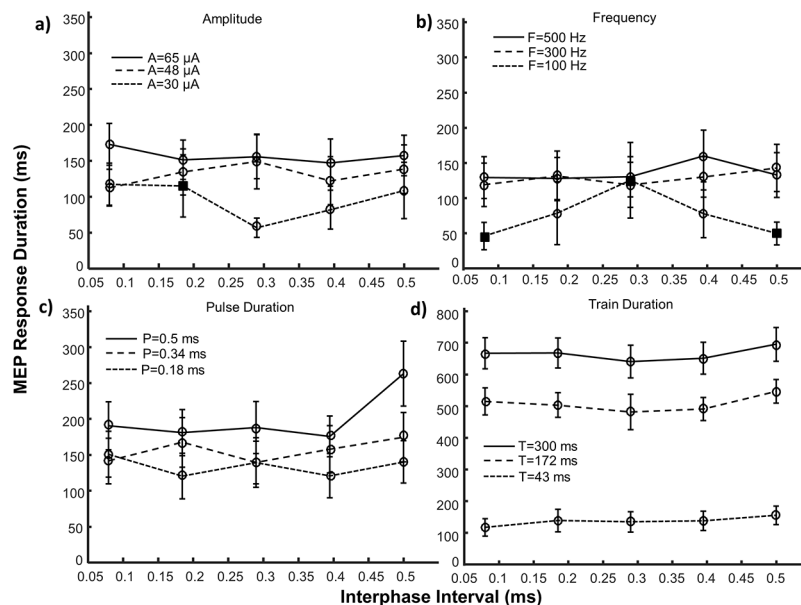 a)
Amplitude
A=65 µA
A=48 µA
A=30 µA
350
300
250
200
150
100
50
0
0.05 0.1 0.15 0.2 0.25 0.3 0.35 0.4 0.45 0.5
b)
Frequency
F=500 Hz
F=300 Hz
F=100 Hz
350
300
250
200
150
100
50
0
0.05 0.1 0.15 0.2 0.25 0.3 0.35 0.4 0.45 0.5
c)
Pulse Duration
P=0.5 ms
P=0.34 ms
P=0.18 ms
350
300
250
200
150
100
50
0
0.05 0.1 0.15 0.2 0.25 0.3 0.35 0.4 0.45 0.5
d)
Train Duration
T=300 ms
T=172 ms
T=43 ms
800
700
600
500
400
300
200
100
0
0.05 0.1 0.15 0.2 0.25 0.3 0.35 0.4 0.45 0.5
MEP Response Duration (ms)
Interphase Interval (ms)